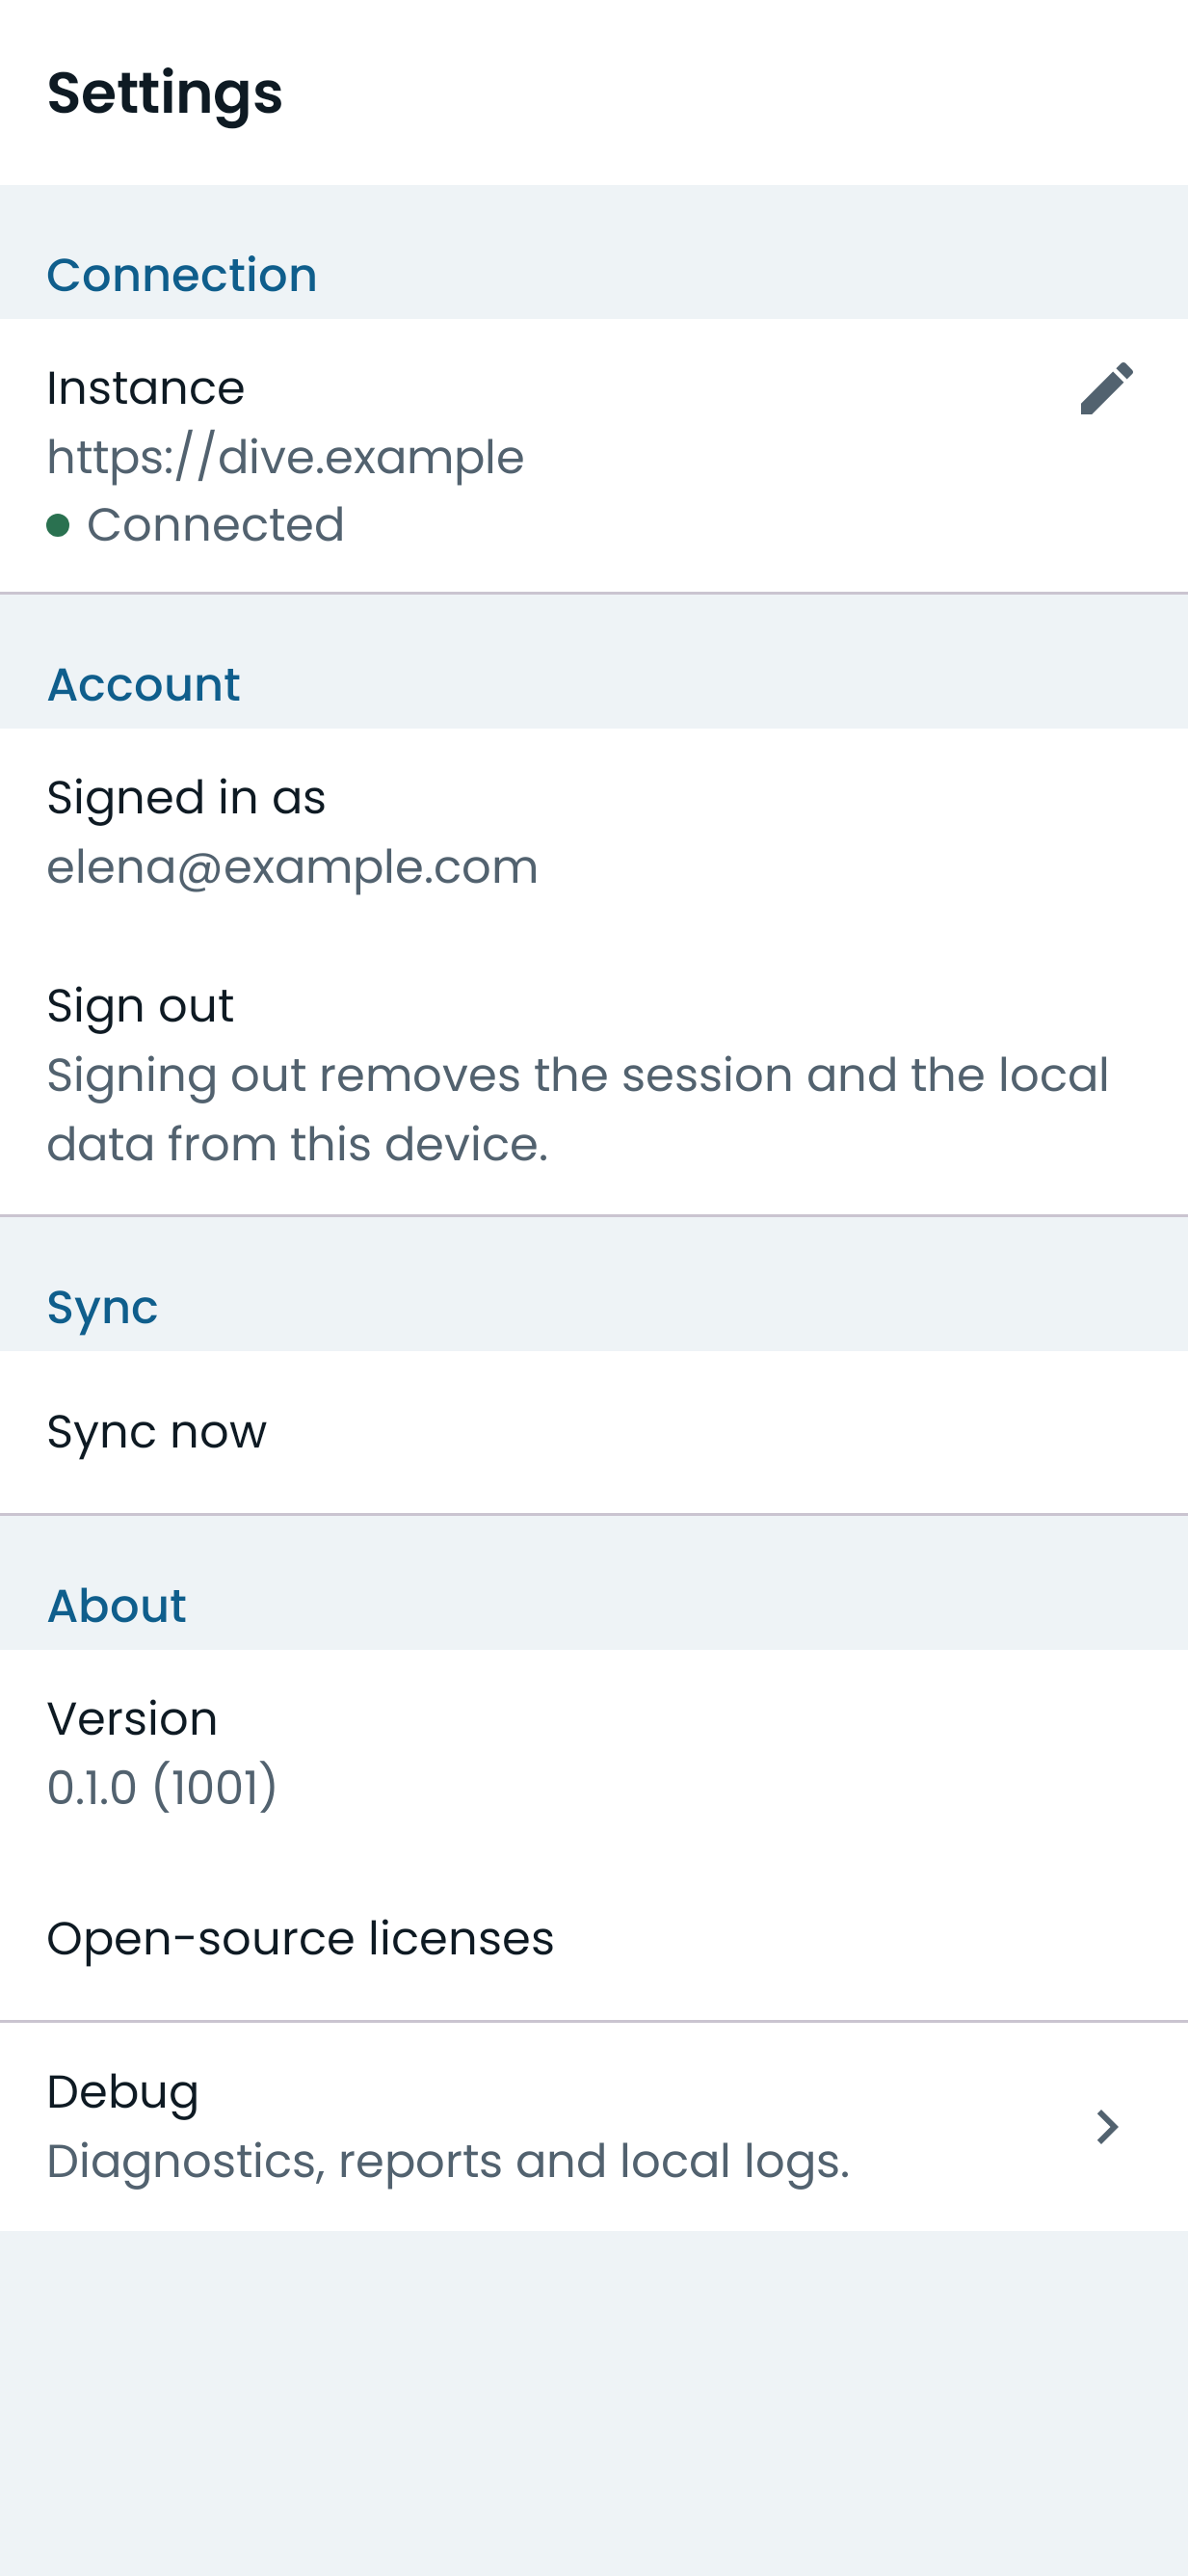 Settings
Connection
Instance
https://dive.example
Connected
Account
Signed in as
elena@example.com
Sign out
Signing out removes the session and the local
data from this device.
Sync
Sync now
About
Version
0.1.0 (1001)
Open-source licenses
Debug
Diagnostics, reports and local logs.